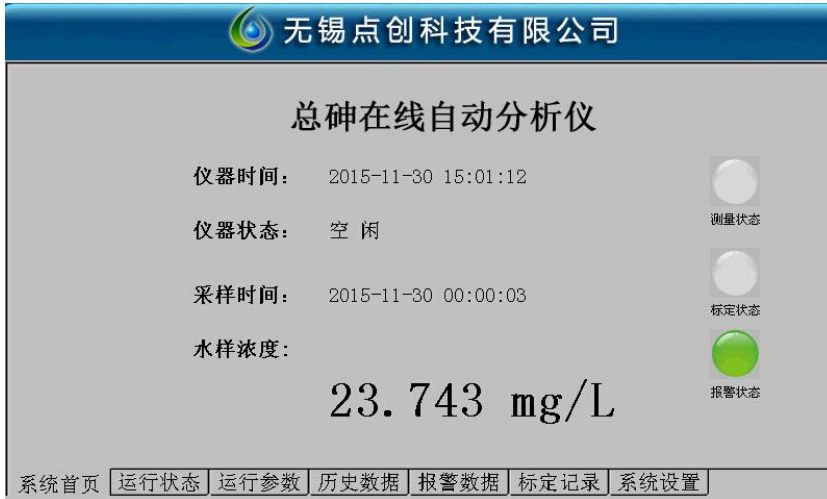 无锡点创科技有限公司
总砷在线自动分析仪
仪器时间： 2015-11-30 15:01:12
测量状态
仪器状态： 空 闲
采样时间： 2015-11-30 00:00:03
标定状态
水样浓度:
23.743 mg/L
报警状态
系统首页 运行状态 运行参数 历史数据 报警数据 标定记录 系统设置